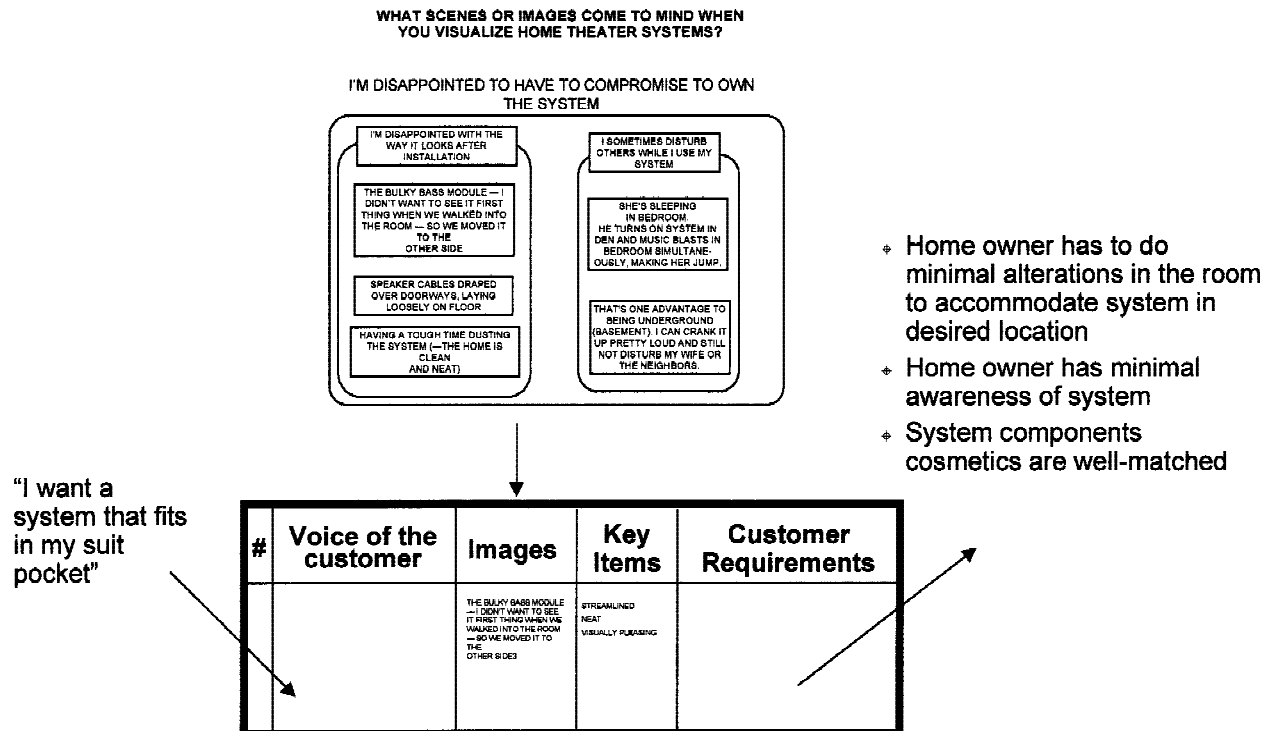 WHAT SCENES OR IMAGES COME TO MIND WHEN
YOU VISUALIZE HOME THEATER SYSTEMS?
I'M DISAPPOINTED TO HAVE TO COMPROMISE TO OWN
THE SYSTEM
I'M DISAPPOINTED WITH THE
WAY IT LOOKS AFTER
INSTALLATION
THE BULKY BASS MODULE — I
DIDN'T WANT TO SEE IT FIRST
THING WHEN WE WALKED INTO
THE ROOM — SO WE MOVED IT
TO THE
OTHER SIDE
SPEAKER CABLES DRAPED
OVER DOORWAYS, LAYING
LOOSELY ON FLOOR
HAVING A TOUGH TIME DUSTING
THE SYSTEM (—THE HOME IS
CLEAN
AND NEAT)
I SOMETIMES DISTURB
OTHERS WHILE I USE MY
SYSTEM
SHE'S SLEEPING
IN BEDROOM.
HE TURNS ON SYSTEM IN
DEN AND MUSIC BLASTS IN
BEDROOM SIMULTANE-
OUSLY, MAKING HER JUMP.
THAT'S ONE ADVANTAGE TO
BEING UNDERGROUND
(BASEMENT). I CAN CRANK IT
UP PRETTY LOUD AND STILL
NOT DISTURB MY WIFE OR
THE NEIGHBORS.
Home owner has to do
minimal alterations in the room
to accommodate system in
desired location
Home owner has minimal
awareness of system
System components
cosmetics are well-matched
“I want a
system that fits
in my suit
pocket”
#
Voice of the
customer
Images
Key
Items
Customer
Requirements
THE BULKY BASS MODULE
— I DIDN'T WANT TO SEE
IT FIRST THING WHEN WE
WALKED INTO THE ROOM
— SO WE MOVED IT TO
THE
OTHER SIDE3
STREAMLINED
NEAT
VISUALLY PLEASING